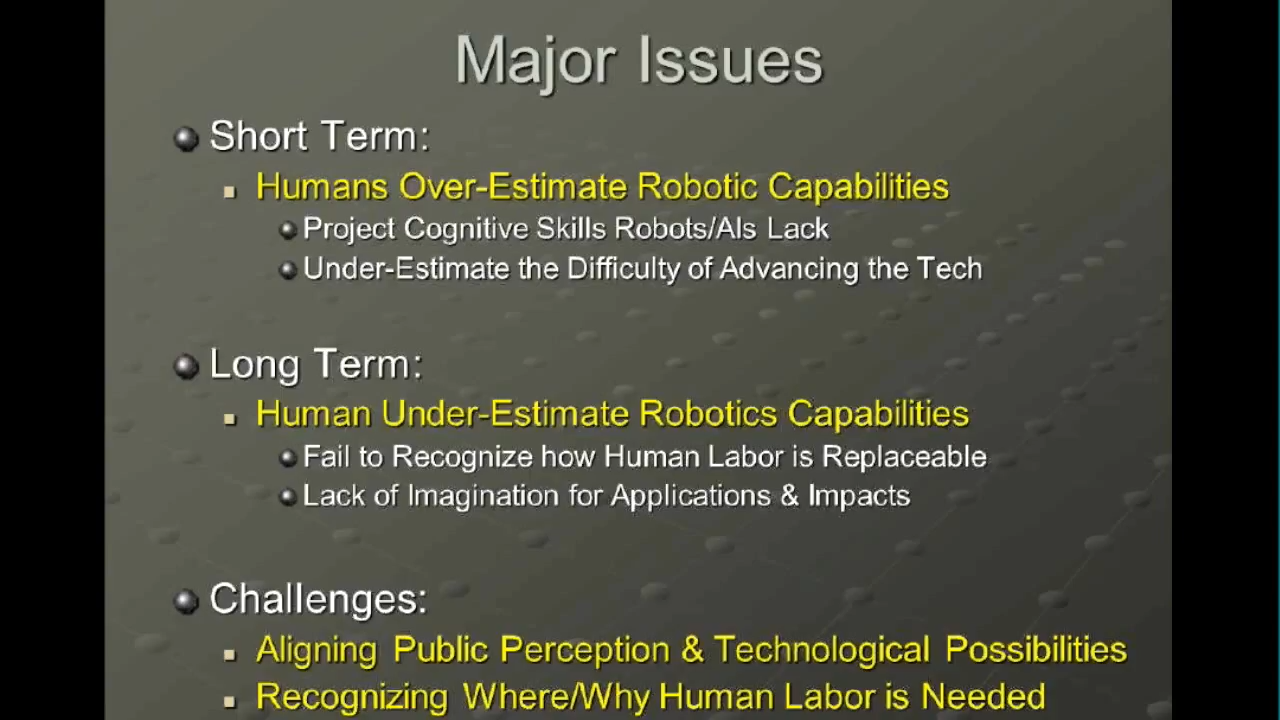 Major Issues
Short Term:
Humans Over-Estimate Robotic Capabilities
Project Cognitive Skills Robots/AIs Lack
Under-Estimate the Difficulty of Advancing the Tech
Long Term:
Human Under-Estimate Robotics Capabilities
Fail to Recognize how Human Labor is Replaceable
Lack of Imagination for Applications & Impacts
Challenges:
Aligning Public Perception & Technological Possibilities
Recognizing Where/Why Human Labor is Needed